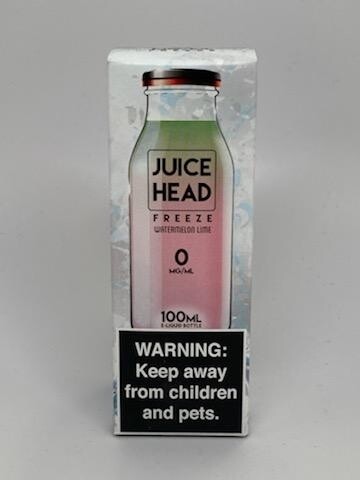 JUICE
HEAD
FREEZE
WATERMELON LIME
0
MG/ML
100ML
E-LIQUID BOTTLE
WARNING:
Keep away
from children
and pets.